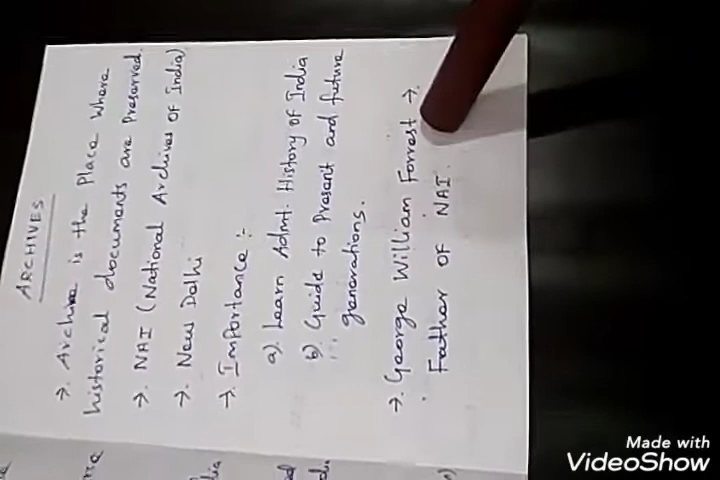 ARCHIVES
→. Archive is the Place where
historical documents are Preserved.
→. NAI (National Archives of India)
→. New Delhi
→. Importance :-
a). Learn Admt. History of India
b). Guide to Present and future
generations.
→. George William Forrest →.
Father of NAI.
Made with
VideoShow